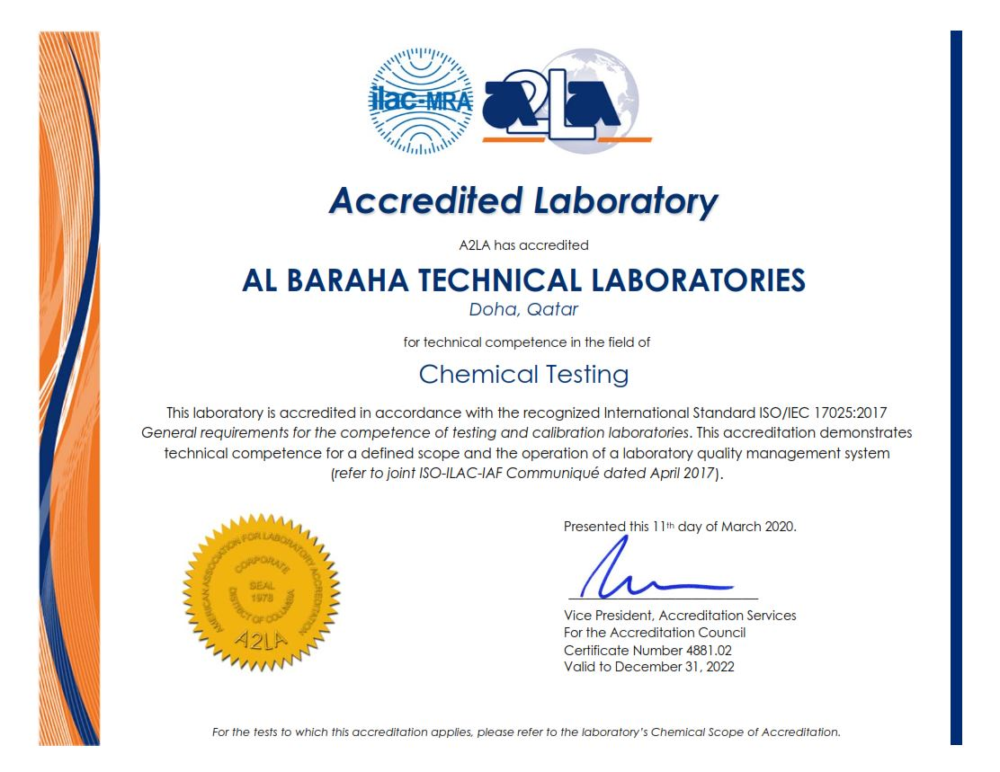 ilac-MRA
A2LA
Accredited Laboratory
A2LA has accredited
AL BARAHA TECHNICAL LABORATORIES
Doha, Qatar
for technical competence in the field of
Chemical Testing
This laboratory is accredited in accordance with the recognized International Standard ISO/IEC 17025:2017
General requirements for the competence of testing and calibration laboratories. This accreditation demonstrates
technical competence for a defined scope and the operation of a laboratory quality management system
(refer to joint ISO-ILAC-IAF Communiqué dated April 2017).
AMERICAN ASSOCIATION FOR LABORATORY ACCREDITATION
CORPORATE
SEAL
1978
DISTRICT OF COLUMBIA
A2LA
Presented this 11th day of March 2020.
Vice President, Accreditation Services
For the Accreditation Council
Certificate Number 4881.02
Valid to December 31, 2022
For the tests to which this accreditation applies, please refer to the laboratory's Chemical Scope of Accreditation.